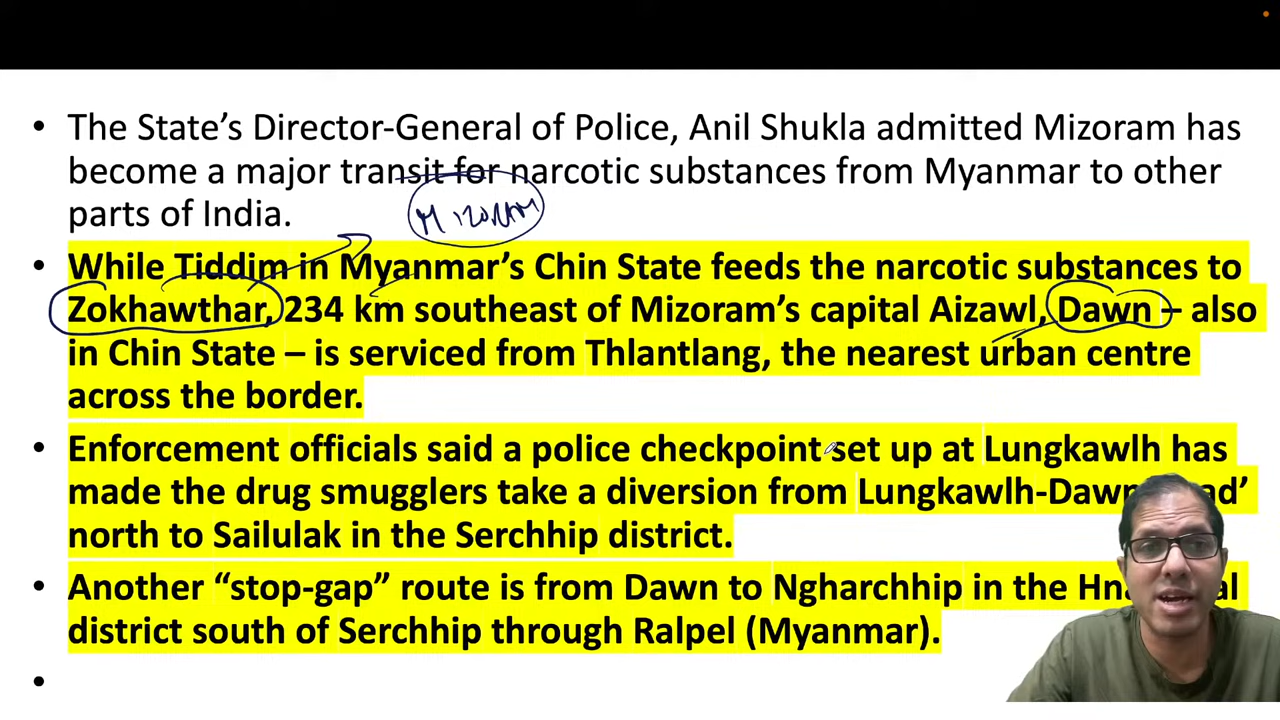 • The State's Director-General of Police, Anil Shukla admitted Mizoram has
become a major transit for narcotic substances from Myanmar to other
parts of India.
MIZORAM
• While Tiddim in Myanmar's Chin State feeds the narcotic substances to
Zokhawthar, 234 km southeast of Mizoram's capital Aizawl, Dawn – also
in Chin State – is serviced from Thlantlang, the nearest urban centre
across the border.
• Enforcement officials said a police checkpoint set up at Lungkawlh has
made the drug smugglers take a diversion from Lungkawlh-Dawn
north to Sailulak in the Serchhip district.
• Another “stop-gap” route is from Dawn to Ngharchhip in the
district south of Serchhip through Ralpel (Myanmar).
•